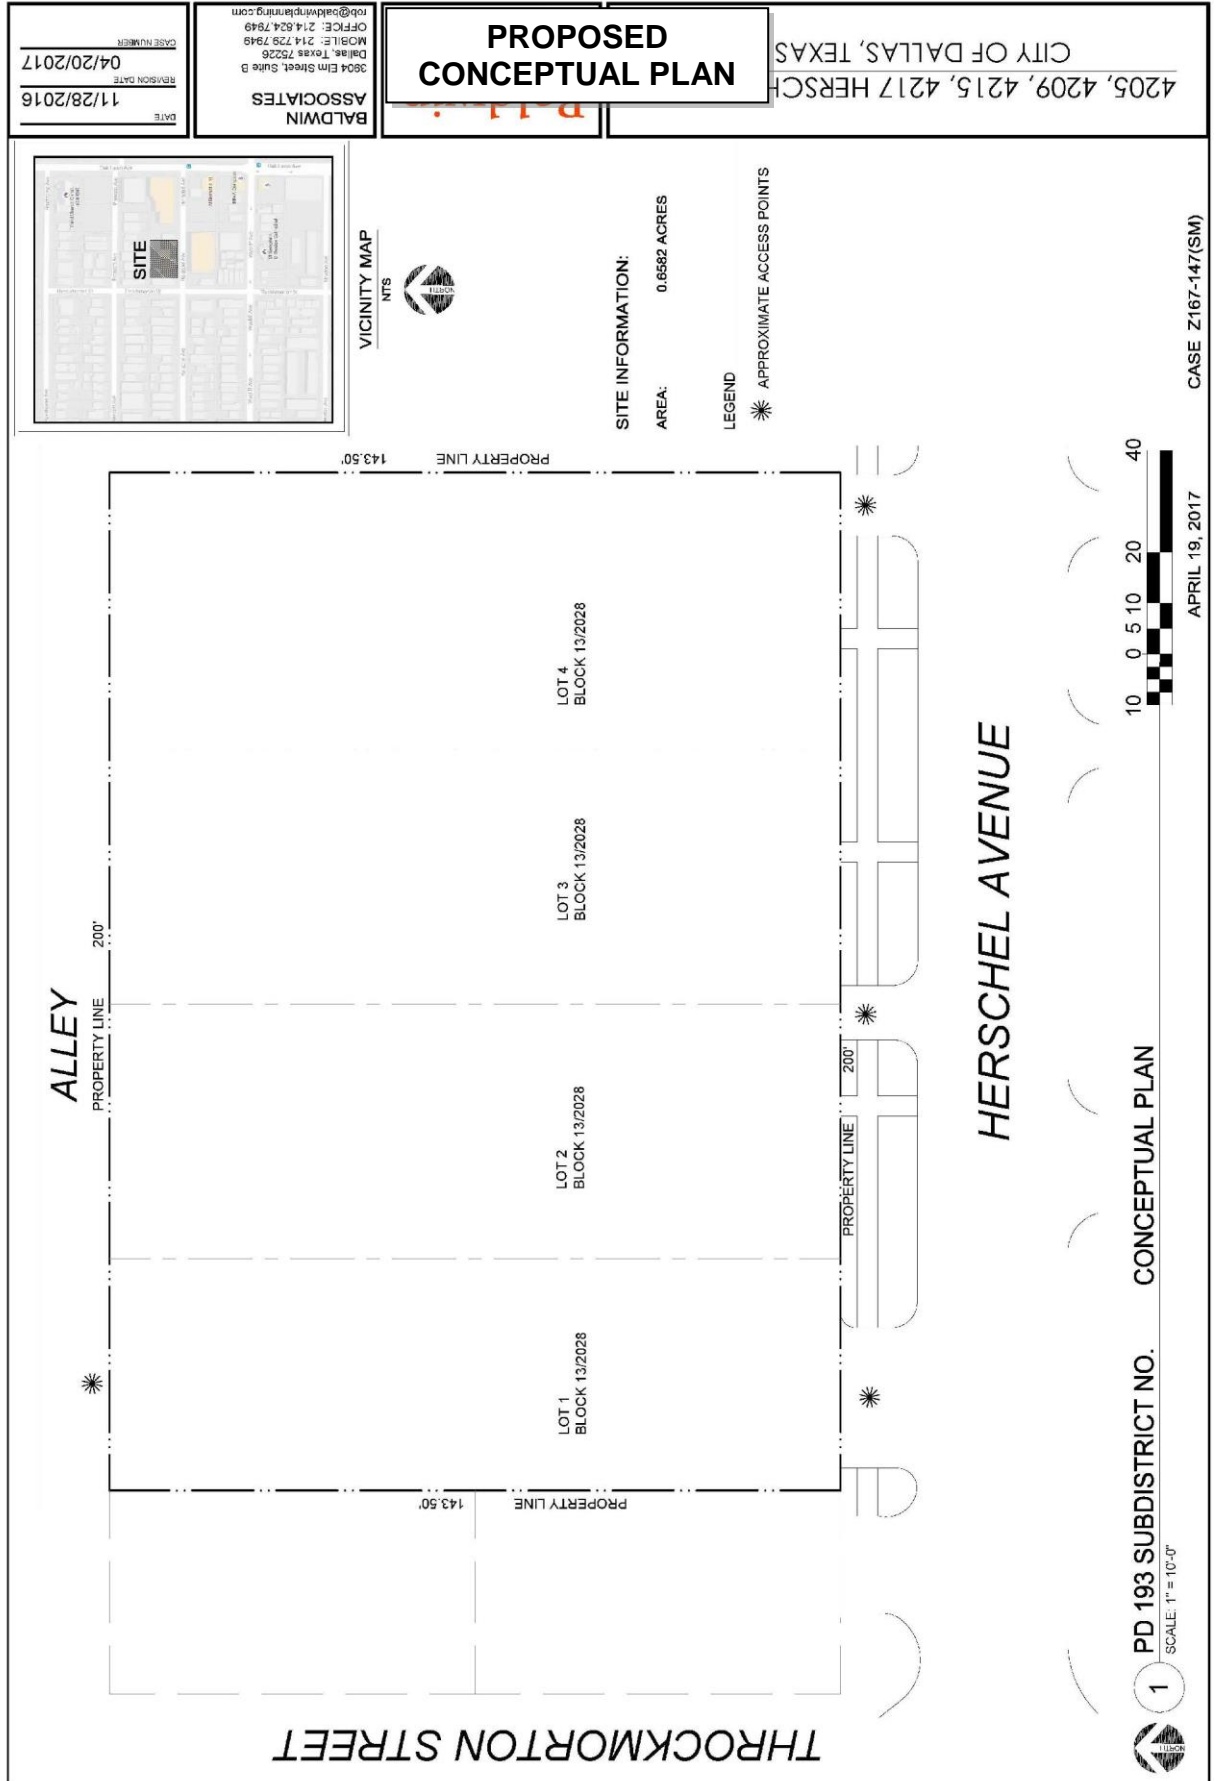 PROPOSED
CONCEPTUAL PLAN
4205, 4209, 4215, 4217 HERSCH
CITY OF DALLAS, TEXAS
BALDWIN
ASSOCIATES
3904 Elm Street, Suite B
Dallas, Texas 75226
MOBILE: 214.729.7949
OFFICE: 214.824.7949
rob@baldwinplanning.com
DATE
11/28/2016
REVISION DATE
04/20/2017
CASE NUMBER
SITE
VICINITY MAP
NTS
NORTH
SITE INFORMATION:
AREA: 0.6582 ACRES
LEGEND
APPROXIMATE ACCESS POINTS
CASE Z167-147(SM)
ALLEY
PROPERTY LINE 200'
PROPERTY LINE 143.50'
LOT 4
BLOCK 13/2028
LOT 3
BLOCK 13/2028
LOT 2
BLOCK 13/2028
LOT 1
BLOCK 13/2028
PROPERTY LINE 200'
PROPERTY LINE 143.50'
HERSCHEL AVENUE
THROCKMORTON STREET
10 0 5 10 20 40
APRIL 19, 2017
1 PD 193 SUBDISTRICT NO. CONCEPTUAL PLAN
SCALE: 1" = 10'-0"
NORTH